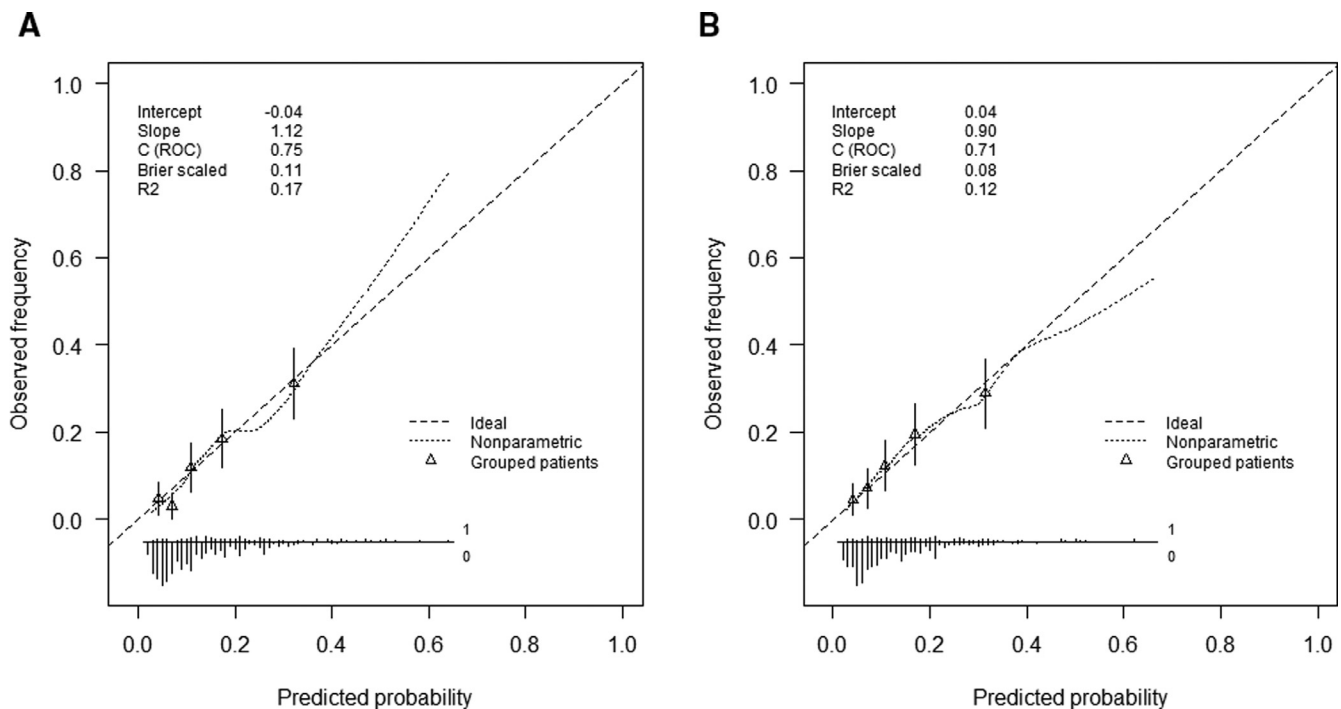 A
1.0
0.8
0.6
0.4
0.2
0.0
Observed frequency
Intercept -0.04
Slope 1.12
C (ROC) 0.75
Brier scaled 0.11
R2 0.17
Ideal
Nonparametric
Grouped patients
1
0
0.0 0.2 0.4 0.6 0.8 1.0
Predicted probability
B
1.0
0.8
0.6
0.4
0.2
0.0
Observed frequency
Intercept 0.04
Slope 0.90
C (ROC) 0.71
Brier scaled 0.08
R2 0.12
Ideal
Nonparametric
Grouped patients
1
0
0.0 0.2 0.4 0.6 0.8 1.0
Predicted probability